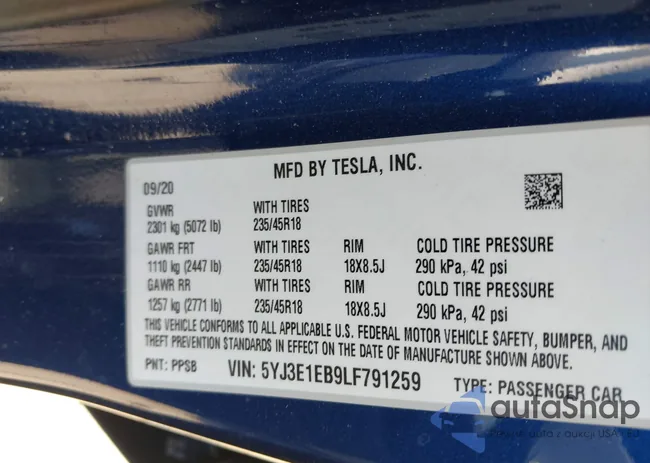 MFD BY TESLA, INC.
09/20
GVWR WITH TIRES
2301 kg (5072 lb) 235/45R18
GAWR FRT WITH TIRES RIM COLD TIRE PRESSURE
1110 kg (2447 lb) 235/45R18 18X8.5J 290 kPa, 42 psi
GAWR RR WITH TIRES RIM COLD TIRE PRESSURE
1257 kg (2771 lb) 235/45R18 18X8.5J 290 kPa, 42 psi
THIS VEHICLE CONFORMS TO ALL APPLICABLE U.S. FEDERAL MOTOR VEHICLE SAFETY, BUMPER, AND
THEFT PREVENTION STANDARDS IN EFFECT ON THE DATE OF MANUFACTURE SHOWN ABOVE.
PNT: PPSB VIN: 5YJ3E1EB9LF791259 TYPE: PASSENGER CAR
autoSnap
auta z aukcji USA